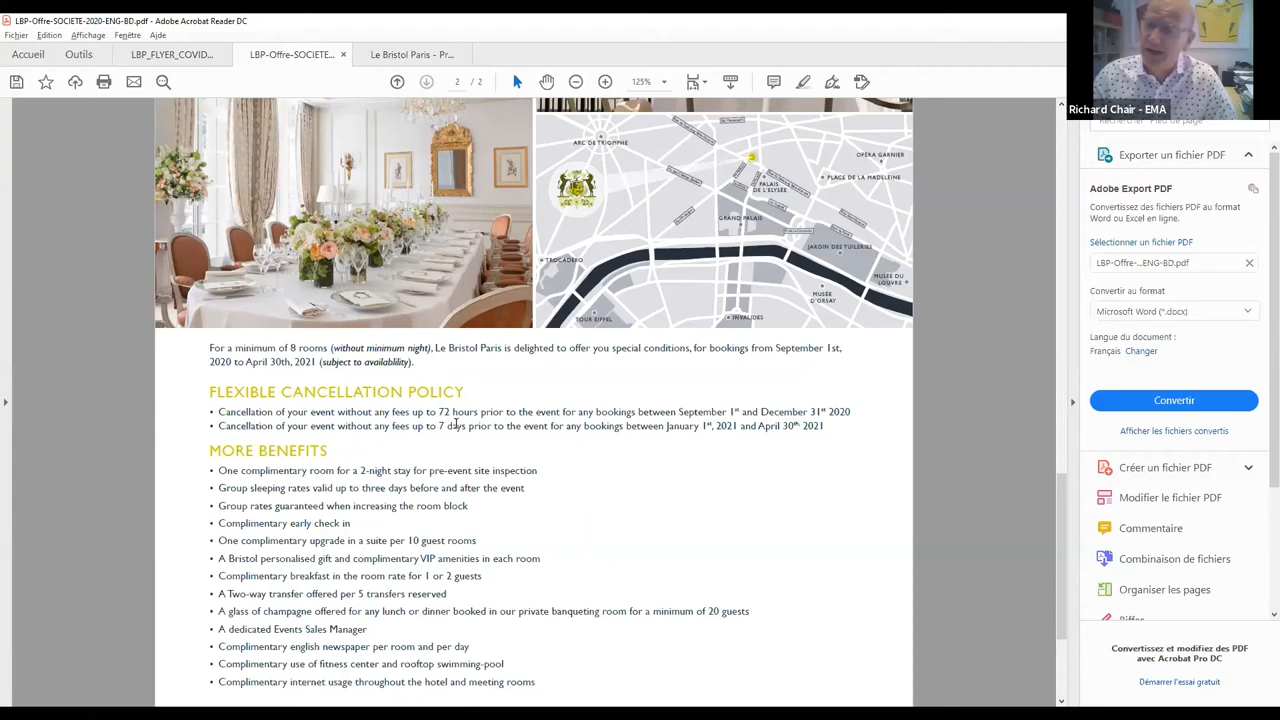 LBP-Offre-SOCIETE-2020-ENG-BD.pdf - Adobe Acrobat Reader DC
Fichier Edition Affichage Fenêtre Aide
Accueil Outils LBP_FLYER_COVID... LBP-Offre-SOCIETE... × Le Bristol Paris - Pr...
2 / 2 125%
Richard Chair - EMA
ARC DE TRIOMPHE
OPÉRA GARNIER
PLACE DE LA MADELEINE
PALAIS
DE L'ELYSÉE
GRAND PALAIS
JARDIN DES TUILERIES
TROCADÉRO
MUSÉE DU
LOUVRE
MUSÉE
D'ORSAY
TOUR EIFFEL
INVALIDES
For a minimum of 8 rooms (without minimum night), Le Bristol Paris is delighted to offer you special conditions, for bookings from September 1st,
2020 to April 30th, 2021 (subject to availablility).
FLEXIBLE CANCELLATION POLICY
• Cancellation of your event without any fees up to 72 hours prior to the event for any bookings between September 1st and December 31st 2020
• Cancellation of your event without any fees up to 7 days prior to the event for any bookings between January 1st, 2021 and April 30th, 2021
MORE BENEFITS
• One complimentary room for a 2-night stay for pre-event site inspection
• Group sleeping rates valid up to three days before and after the event
• Group rates guaranteed when increasing the room block
• Complimentary early check in
• One complimentary upgrade in a suite per 10 guest rooms
• A Bristol personalised gift and complimentary VIP amenities in each room
• Complimentary breakfast in the room rate for 1 or 2 guests
• A Two-way transfer offered per 5 transfers reserved
• A glass of champagne offered for any lunch or dinner booked in our private banqueting room for a minimum of 20 guests
• A dedicated Events Sales Manager
• Complimentary english newspaper per room and per day
• Complimentary use of fitness center and rooftop swimming-pool
• Complimentary internet usage throughout the hotel and meeting rooms
Rechercher "Pied de page"
Exporter un fichier PDF
Adobe Export PDF
Convertissez des fichiers PDF au format
Word ou Excel en ligne.
Sélectionner un fichier PDF
LBP-Offre-...ENG-BD.pdf ×
Convertir au format
Microsoft Word (*.docx)
Langue du document :
Français Changer
Convertir
Afficher les fichiers convertis
Créer un fichier PDF
Modifier le fichier PDF
Commentaire
Combinaison de fichiers
Organiser les pages
Biffer
Convertissez et modifiez des PDF
avec Acrobat Pro DC
Démarrer l'essai gratuit